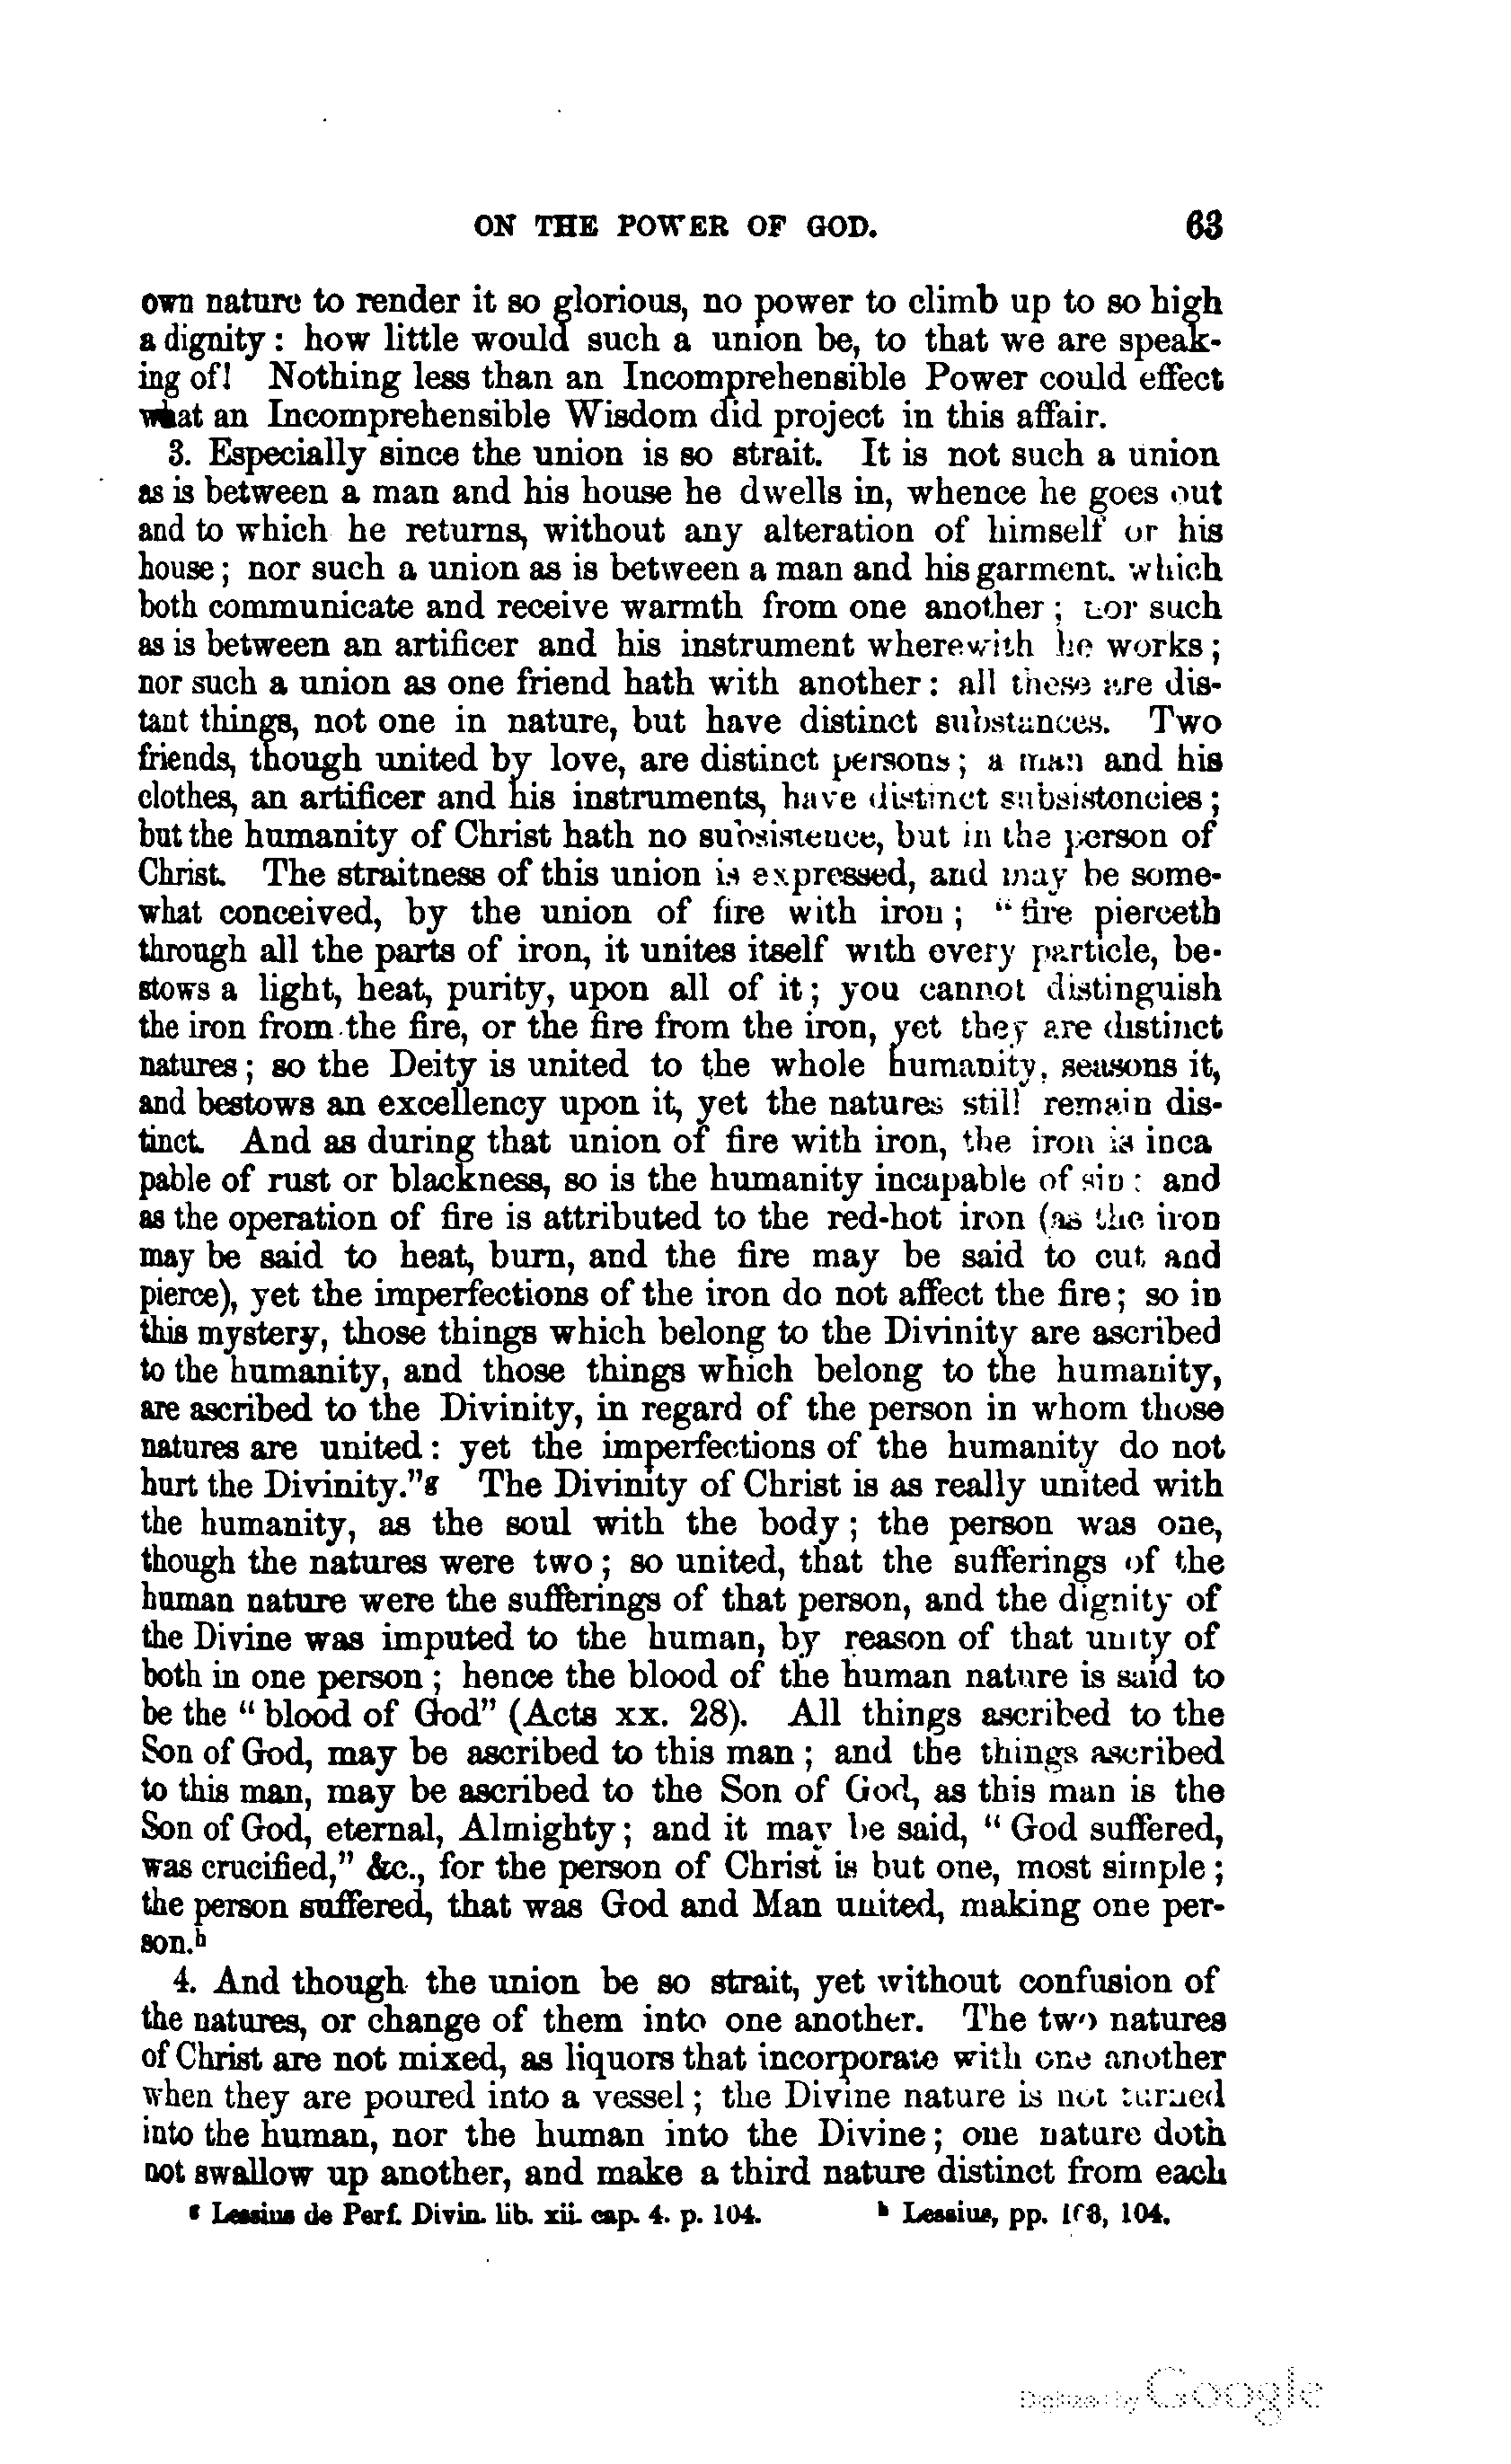 ON THE POWER OF GOD. 63
own nature to render it so glorious, no power to climb up to so high
a dignity : how little would such a union be, to that we are speak-
ing of! Nothing less than an Incomprehensible Power could effect
what an Incomprehensible Wisdom did project in this affair.
3. Especially since the union is so strait. It is not such a union
as is between a man and his house he dwells in, whence he goes out
and to which he returns, without any alteration of himself or his
house ; nor such a union as is between a man and his garment. which
both communicate and receive warmth from one another ; nor such
as is between an artificer and his instrument wherewith he works ;
nor such a union as one friend hath with another : all these are dis-
tant things, not one in nature, but have distinct substances. Two
friends, though united by love, are distinct persons ; a man and his
clothes, an artificer and his instruments, have distinct subsistencies ;
but the humanity of Christ hath no subsistence, but in the person of
Christ. The straitness of this union is expressed, and may be some-
what conceived, by the union of fire with iron ; “ fire pierceth
through all the parts of iron, it unites itself with every particle, be-
stows a light, heat, purity, upon all of it ; you cannot distinguish
the iron from the fire, or the fire from the iron, yet they are distinct
natures ; so the Deity is united to the whole humanity, seasons it,
and bestows an excellency upon it, yet the natures still remain dis-
tinct. And as during that union of fire with iron, the iron is inca
pable of rust or blackness, so is the humanity incapable of sin : and
as the operation of fire is attributed to the red-hot iron (as the iron
may be said to heat, burn, and the fire may be said to cut and
pierce), yet the imperfections of the iron do not affect the fire ; so in
this mystery, those things which belong to the Divinity are ascribed
to the humanity, and those things which belong to the humanity,
are ascribed to the Divinity, in regard of the person in whom those
natures are united : yet the imperfections of the humanity do not
hurt the Divinity.”g The Divinity of Christ is as really united with
the humanity, as the soul with the body ; the person was one,
though the natures were two ; so united, that the sufferings of the
human nature were the sufferings of that person, and the dignity of
the Divine was imputed to the human, by reason of that unity of
both in one person ; hence the blood of the human nature is said to
be the “ blood of God” (Acts xx. 28). All things ascribed to the
Son of God, may be ascribed to this man ; and the things ascribed
to this man, may be ascribed to the Son of God, as this man is the
Son of God, eternal, Almighty ; and it may be said, “ God suffered,
was crucified,” &c., for the person of Christ is but one, most simple ;
the person suffered, that was God and Man united, making one per-
son.h
4. And though the union be so strait, yet without confusion of
the natures, or change of them into one another. The two natures
of Christ are not mixed, as liquors that incorporate with one another
when they are poured into a vessel ; the Divine nature is not turned
into the human, nor the human into the Divine ; one nature doth
not swallow up another, and make a third nature distinct from each
g Lessius de Perf. Divin. lib. xii. cap. 4. p. 104. h Lessius, pp. 103, 104.
Digitized by Google